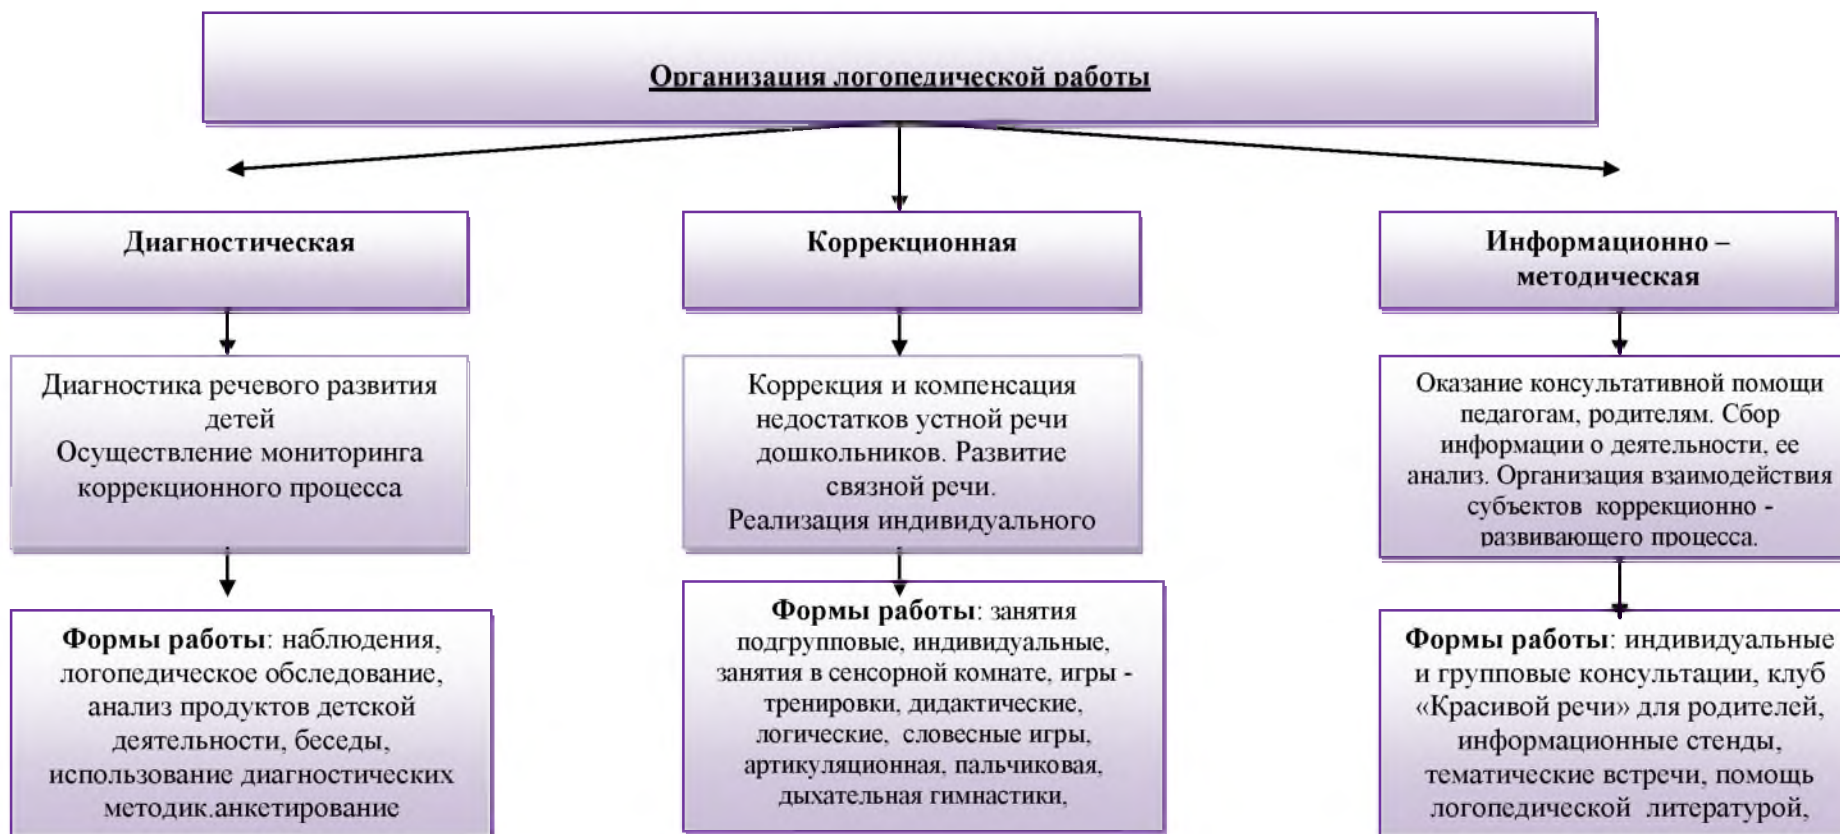 Организация логопедической работы
Диагностическая
Коррекционная
Информационно –
методическая
Диагностика речевого развития
детей
Осуществление мониторинга
коррекционного процесса
Коррекция и компенсация
недостатков устной речи
дошкольников. Развитие
связной речи.
Реализация индивидуального
Оказание консультативной помощи
педагогам, родителям. Сбор
информации о деятельности, ее
анализ. Организация взаимодействия
субъектов коррекционно -
развивающего процесса.
Формы работы: наблюдения,
логопедическое обследование,
анализ продуктов детской
деятельности, беседы,
использование диагностических
методик.анкетирование
Формы работы: занятия
подгрупповые, индивидуальные,
занятия в сенсорной комнате, игры -
тренировки, дидактические,
логические, словесные игры,
артикуляционная, пальчиковая,
дыхательная гимнастики,
Формы работы: индивидуальные
и групповые консультации, клуб
«Красивой речи» для родителей,
информационные стенды,
тематические встречи, помощь
логопедической литературой,